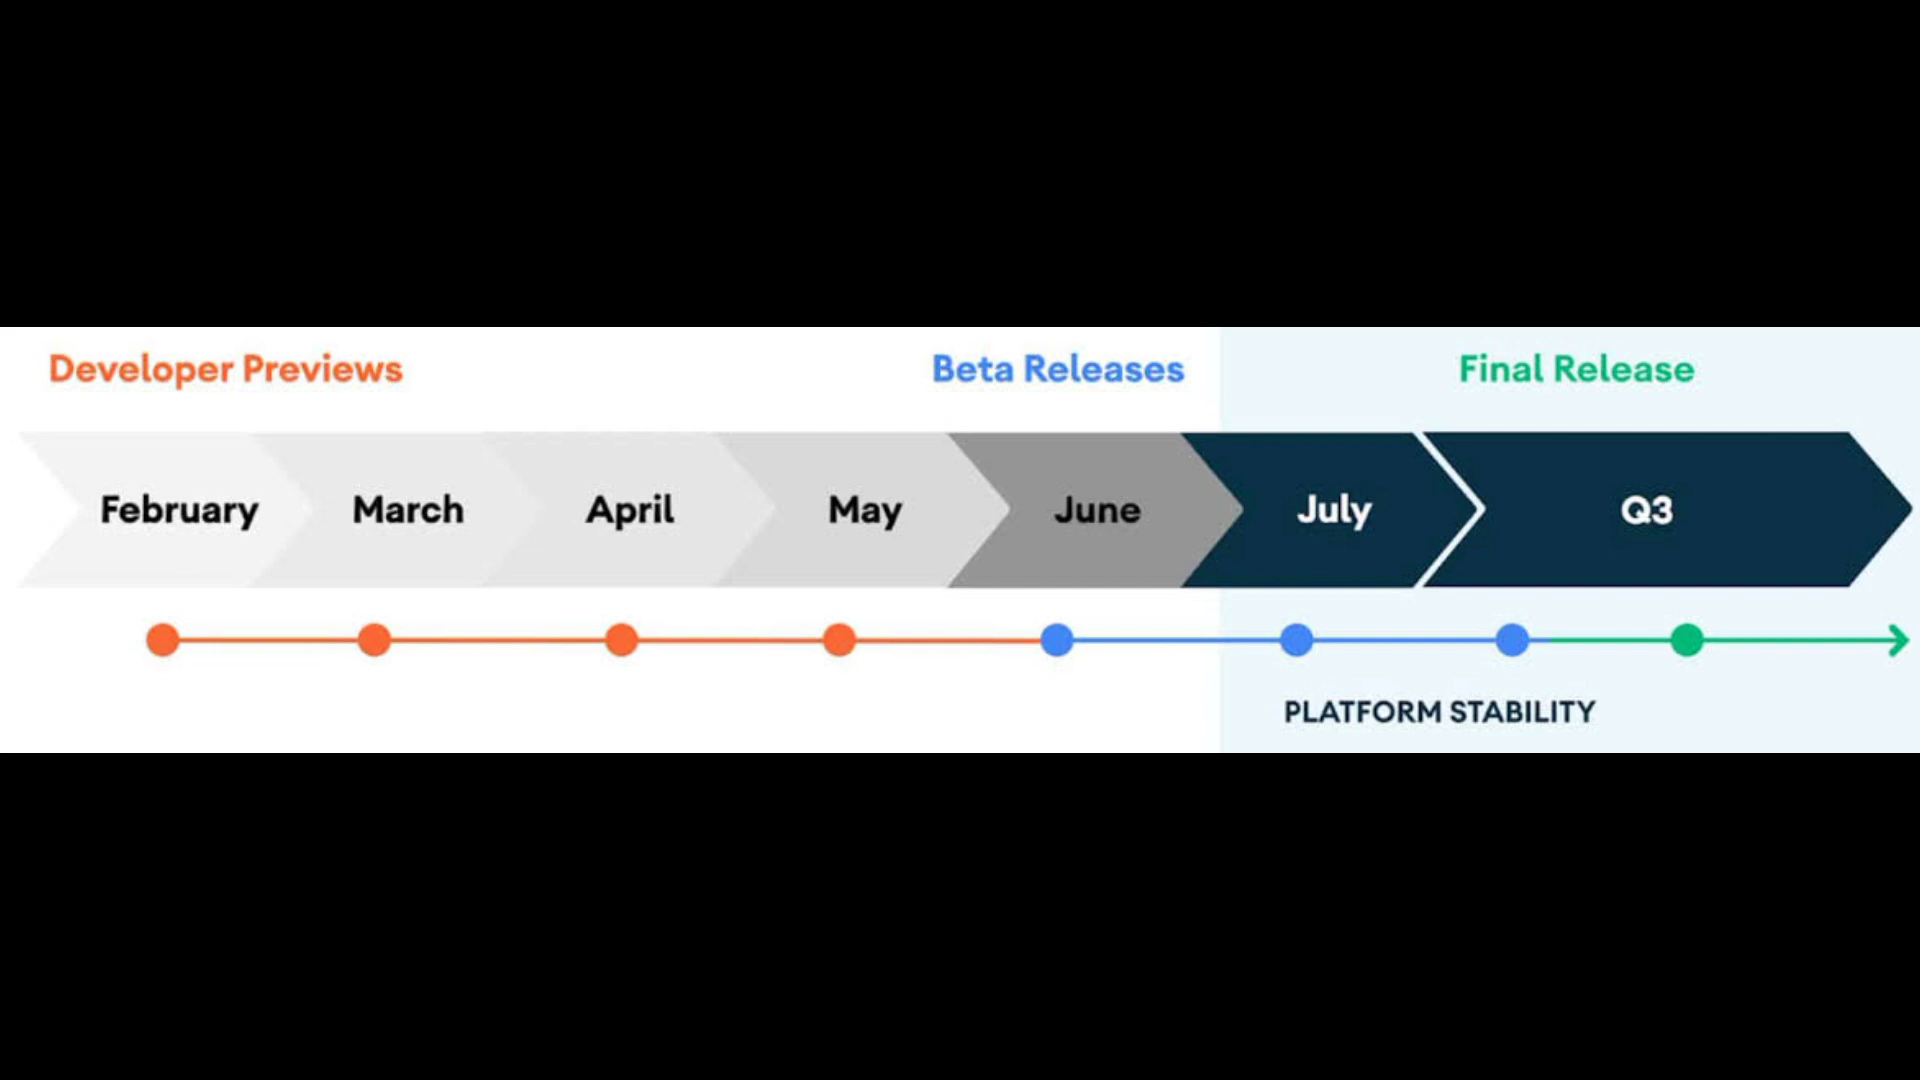 Developer Previews
Beta Releases
Final Release
February
March
April
May
June
July
Q3
PLATFORM STABILITY